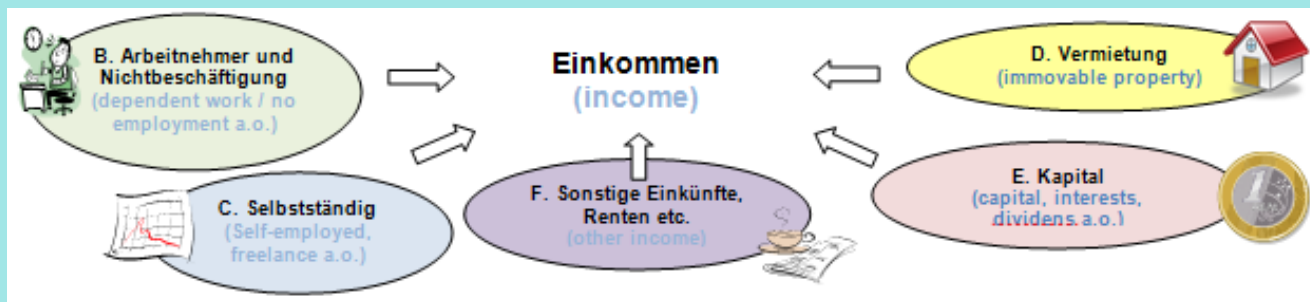 B. Arbeitnehmer und
Nichtbeschäftigung
(dependent work / no
employment a.o.)
Einkommen
(income)
D. Vermietung
(immovable property)
C. Selbstständig
(Self-employed,
freelance a.o.)
F. Sonstige Einkünfte,
Renten etc.
(other income)
E. Kapital
(capital, interests,
dividens a.o.)
1